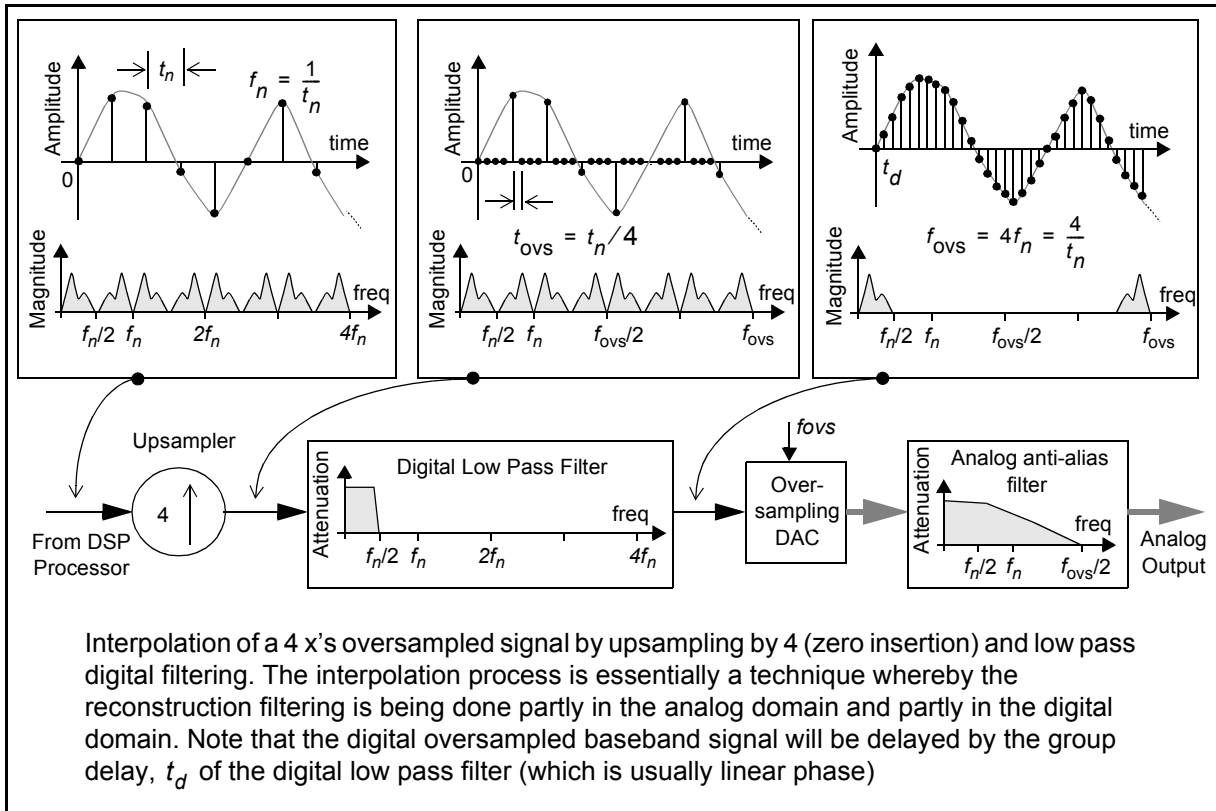 Amplitude
t_n
f_n = 1/t_n
time
0
Magnitude
freq
f_n/2 f_n 2f_n 4f_n
Amplitude
time
0
t_ovs = t_n/4
Magnitude
freq
f_n/2 f_n f_ovs/2 f_ovs
Amplitude
time
t_d
f_ovs = 4f_n = 4/t_n
Magnitude
freq
f_n/2 f_n f_ovs/2 f_ovs
Upsampler
4
From DSP
Processor
Digital Low Pass Filter
Attenuation
freq
f_n/2 f_n 2f_n 4f_n
fovs
Over-
sampling
DAC
Analog anti-alias
filter
Attenuation
freq
f_n/2 f_n f_ovs/2
Analog
Output
Interpolation of a 4 x's oversampled signal by upsampling by 4 (zero insertion) and low pass
digital filtering. The interpolation process is essentially a technique whereby the
reconstruction filtering is being done partly in the analog domain and partly in the digital
domain. Note that the digital oversampled baseband signal will be delayed by the group
delay, t_d of the digital low pass filter (which is usually linear phase)